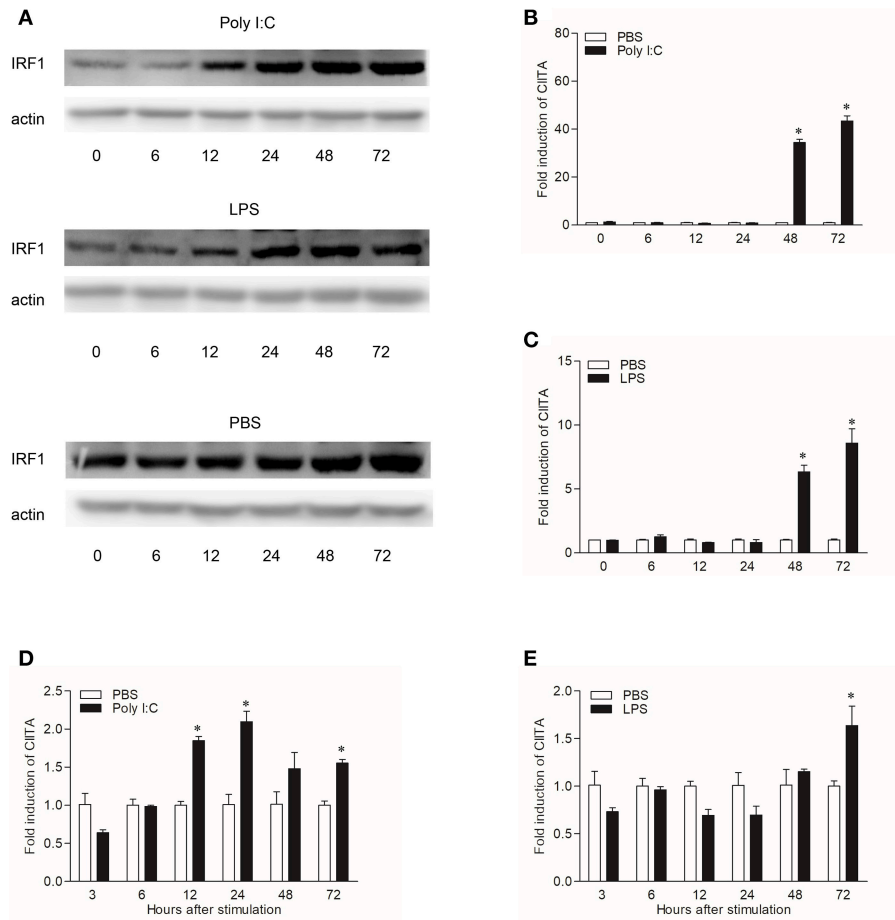 A
Poly I:C
IRF1
actin
0 6 12 24 48 72
LPS
IRF1
actin
0 6 12 24 48 72
PBS
IRF1
actin
0 6 12 24 48 72
B
Fold induction of CIITA
80
60
40
20
0
PBS
Poly I:C
* *
0 6 12 24 48 72
C
Fold induction of CIITA
15
10
5
0
PBS
LPS
* *
0 6 12 24 48 72
D
Fold induction of CIITA
2.5
2.0
1.5
1.0
0.5
0.0
PBS
Poly I:C
* * *
3 6 12 24 48 72
Hours after stimulation
E
Fold induction of CIITA
2.0
1.5
1.0
0.5
0.0
PBS
LPS
*
3 6 12 24 48 72
Hours after stimulation